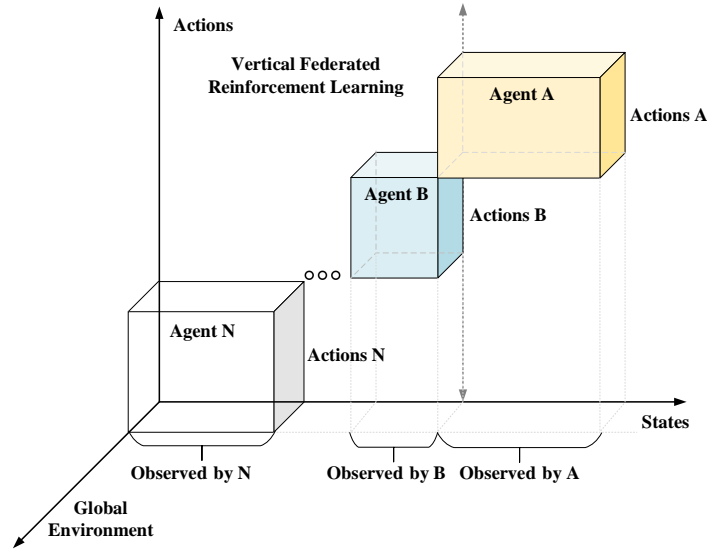 Actions
Vertical Federated
Reinforcement Learning
Agent A
Actions A
Agent B
Actions B
Agent N
Actions N
States
Observed by N
Observed by B
Observed by A
Global
Environment